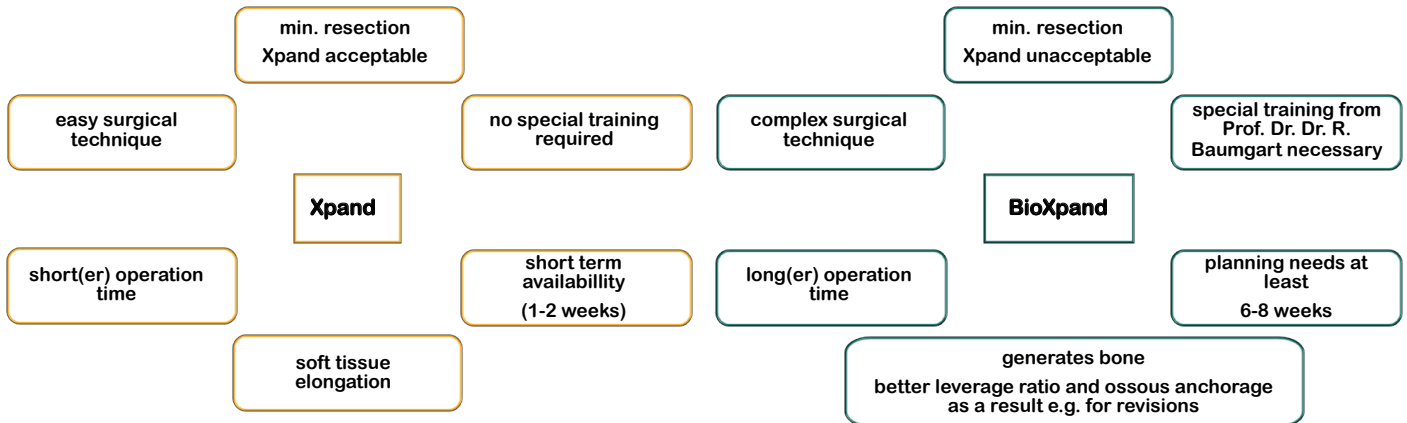 min. resection
Xpand acceptable
easy surgical
technique
no special training
required
Xpand
short(er) operation
time
short term
availabillity
(1-2 weeks)
soft tissue
elongation
min. resection
Xpand unacceptable
complex surgical
technique
special training from
Prof. Dr. Dr. R.
Baumgart necessary
BioXpand
long(er) operation
time
planning needs at
least
6-8 weeks
generates bone
better leverage ratio and ossous anchorage
as a result e.g. for revisions